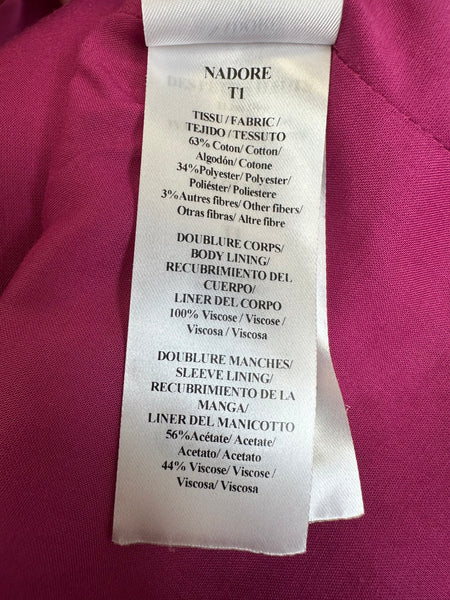 NADORE
T1
TISSU / FABRIC /
TEJIDO / TESSUTO
63% Coton/ Cotton/
Algodón/ Cotone
34%Polyester/ Polyester/
Poliéster/ Poliestere
3%Autres fibres/ Other fibers/
Otras fibras/ Altre fibre
DOUBLURE CORPS/
BODY LINING/
RECUBRIMIENTO DEL
CUERPO/
LINER DEL CORPO
100% Viscose / Viscose /
Viscosa / Viscosa
DOUBLURE MANCHES/
SLEEVE LINING/
RECUBRIMIENTO DE LA
MANGA/
LINER DEL MANICOTTO
56%Acétate/ Acetate/
Acetato/ Acetato
44% Viscose/ Viscose /
Viscosa/ Viscosa